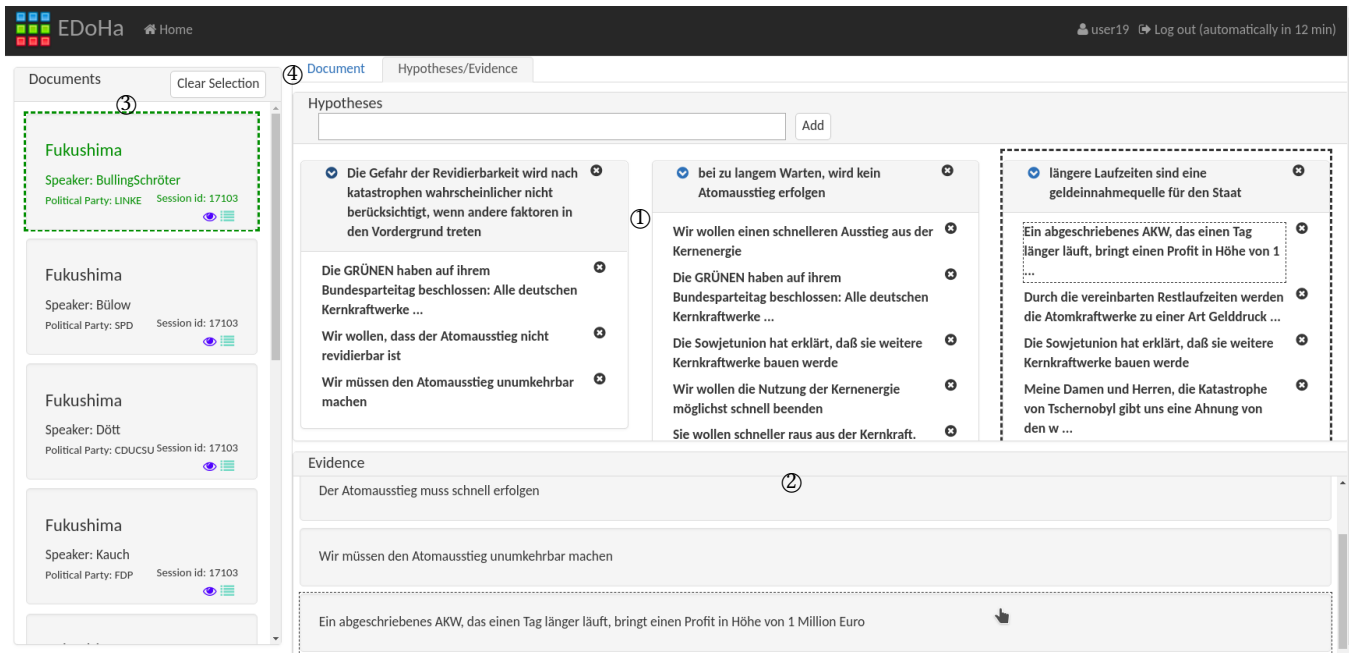 EDoHa Home user19 Log out (automatically in 12 min)
Documents
Clear Selection
③
Fukushima
Speaker: BullingSchröter
Political Party: LINKE Session id: 17103
Fukushima
Speaker: Bülow
Political Party: SPD Session id: 17103
Fukushima
Speaker: Dött
Political Party: CDUCSU Session id: 17103
Fukushima
Speaker: Kauch
Political Party: FDP Session id: 17103
④ Document Hypotheses/Evidence
Hypotheses
Add
Die Gefahr der Revidierbarkeit wird nach
katastrophen wahrscheinlicher nicht
berücksichtigt, wenn andere faktoren in
den Vordergrund treten
Die GRÜNEN haben auf ihrem
Bundesparteitag beschlossen: Alle deutschen
Kernkraftwerke ...
Wir wollen, dass der Atomausstieg nicht
revidierbar ist
Wir müssen den Atomausstieg unumkehrbar
machen
①
bei zu langem Warten, wird kein
Atomausstieg erfolgen
Wir wollen einen schnelleren Ausstieg aus der
Kernenergie
Die GRÜNEN haben auf ihrem
Bundesparteitag beschlossen: Alle deutschen
Kernkraftwerke ...
Die Sowjetunion hat erklärt, daß sie weitere
Kernkraftwerke bauen werde
Wir wollen die Nutzung der Kernenergie
möglichst schnell beenden
Sie wollen schneller raus aus der Kernkraft.
längere Laufzeiten sind eine
geldeinnahmequelle für den Staat
Ein abgeschriebenes AKW, das einen Tag
länger läuft, bringt einen Profit in Höhe von 1
...
Durch die vereinbarten Restlaufzeiten werden
die Atomkraftwerke zu einer Art Gelddruck ...
Die Sowjetunion hat erklärt, daß sie weitere
Kernkraftwerke bauen werde
Meine Damen und Herren, die Katastrophe
von Tschernobyl gibt uns eine Ahnung von
den w ...
Evidence
②
Der Atomausstieg muss schnell erfolgen
Wir müssen den Atomausstieg unumkehrbar machen
Ein abgeschriebenes AKW, das einen Tag länger läuft, bringt einen Profit in Höhe von 1 Million Euro